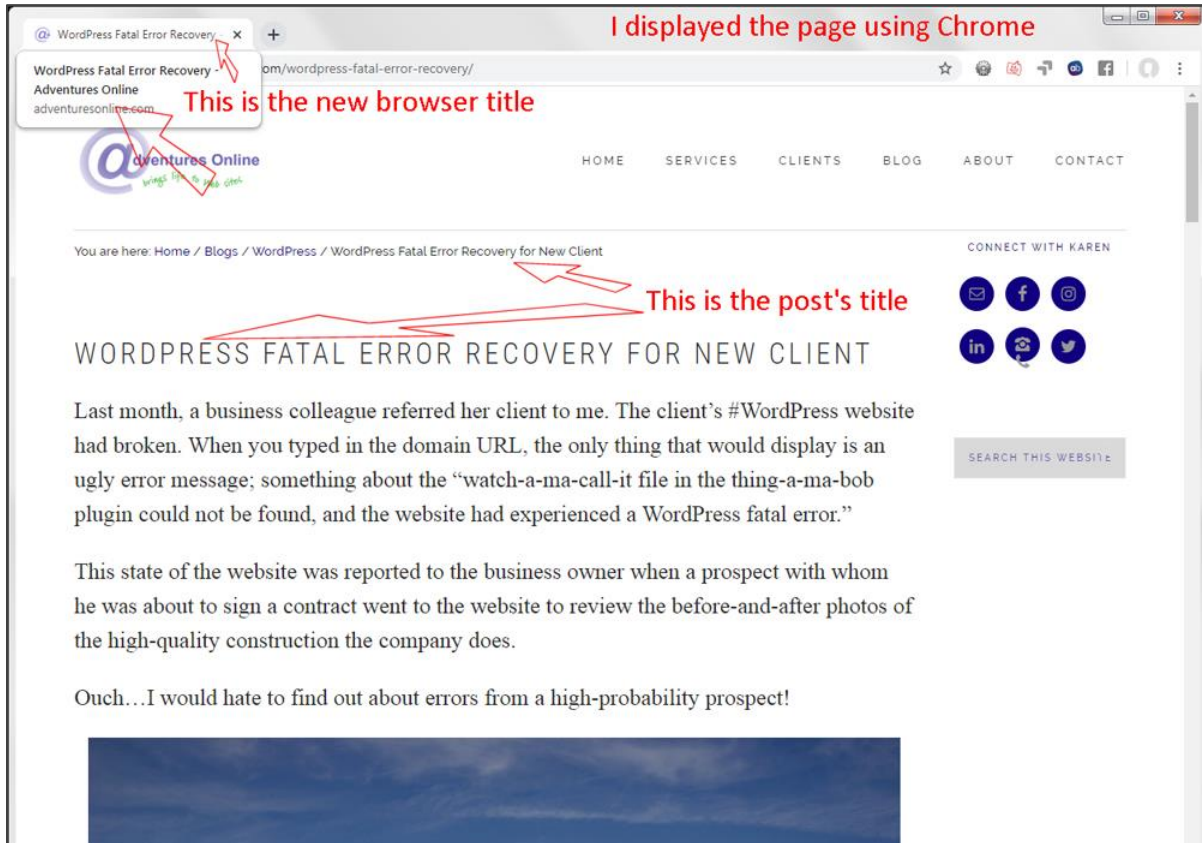 I displayed the page using Chrome
WordPress Fatal Error Recovery -
WordPress Fatal Error Recovery -
Adventures Online
adventuresonline.com
om/wordpress-fatal-error-recovery/
This is the new browser title
@dventures Online
brings life to web sites
HOME SERVICES CLIENTS BLOG ABOUT CONTACT
You are here: Home / Blogs / WordPress / WordPress Fatal Error Recovery for New Client
CONNECT WITH KAREN
This is the post's title
WORDPRESS FATAL ERROR RECOVERY FOR NEW CLIENT
Last month, a business colleague referred her client to me. The client’s #WordPress website
had broken. When you typed in the domain URL, the only thing that would display is an
ugly error message; something about the “watch-a-ma-call-it file in the thing-a-ma-bob
plugin could not be found, and the website had experienced a WordPress fatal error.”
SEARCH THIS WEBSITE
This state of the website was reported to the business owner when a prospect with whom
he was about to sign a contract went to the website to review the before-and-after photos of
the high-quality construction the company does.
Ouch…I would hate to find out about errors from a high-probability prospect!